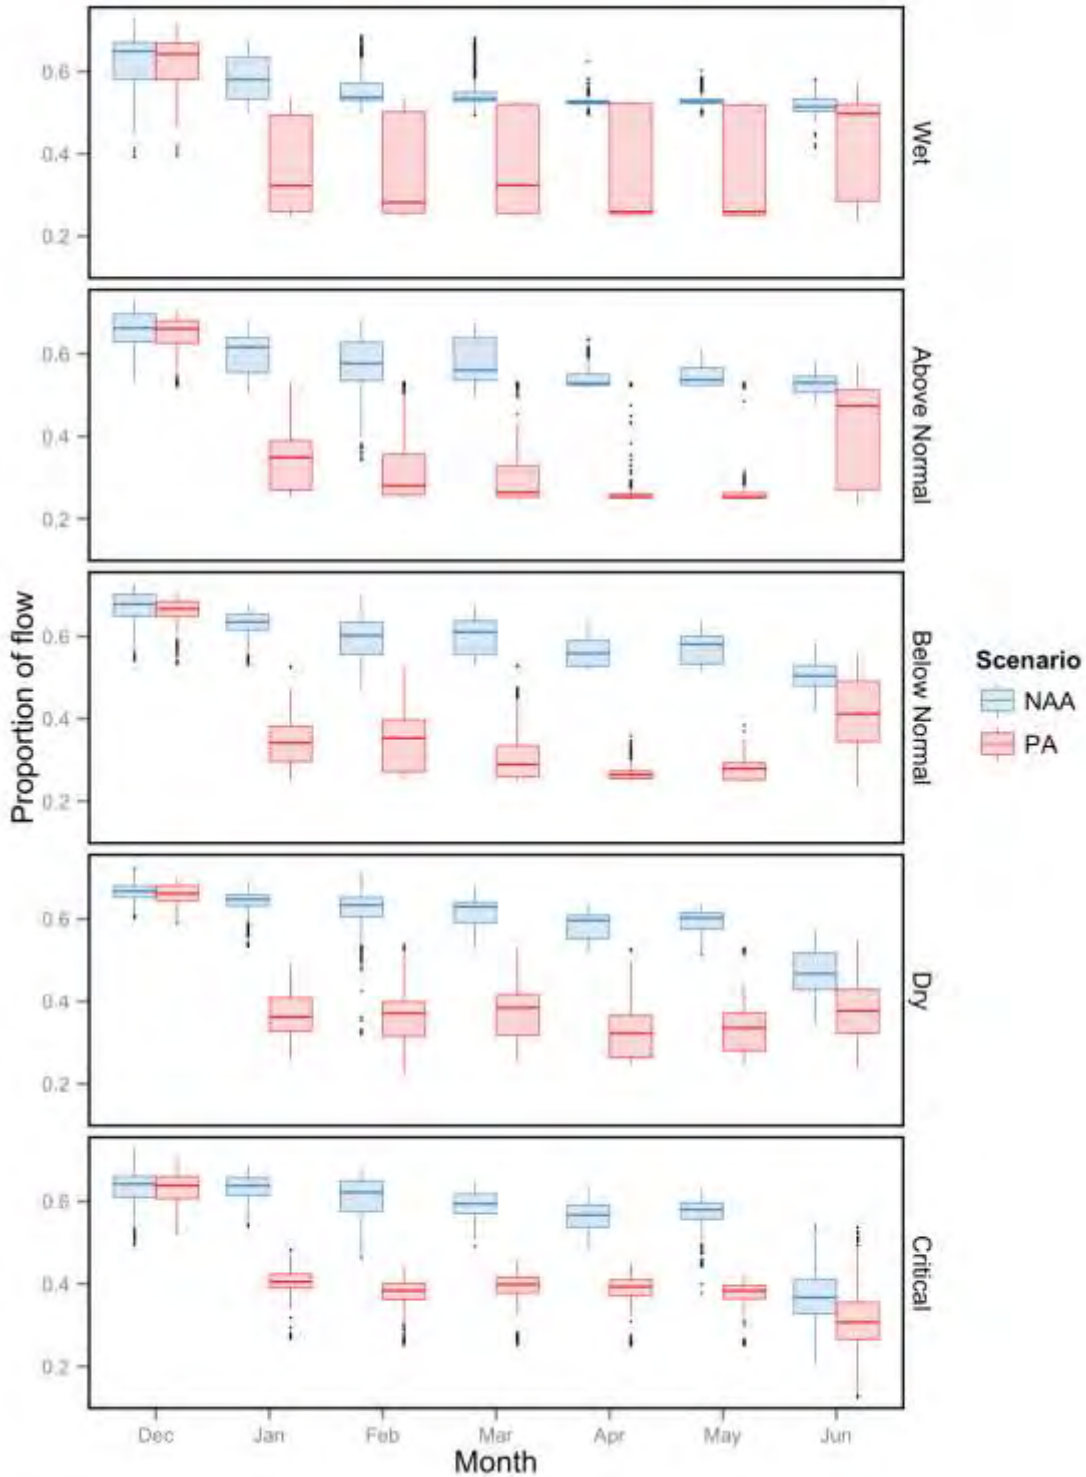 Proportion of flow
0.6
0.4
0.2
Wet
0.6
0.4
0.2
Above Normal
0.6
0.4
0.2
Below Normal
0.6
0.4
0.2
Dry
0.6
0.4
0.2
Critical
Dec Jan Feb Mar Apr May Jun
Month
Scenario
NAA
PA